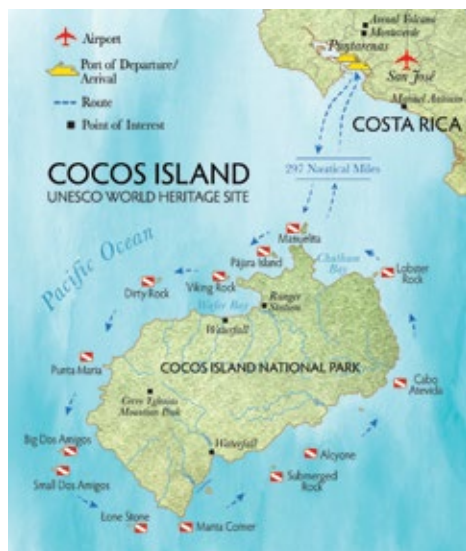 Airport
Port of Departure/
Arrival
Route
Point of Interest
COCOS ISLAND
UNESCO WORLD HERITAGE SITE
Pacific Ocean
Arenal Volcano
Monteverde
Puntarenas
San José
Manuel Antonio
COSTA RICA
297 Nautical Miles
Manuelita
Pájara Island
Chatham
Bay
Lobster
Rock
Viking Rock
Dirty Rock
Wafer Bay
Ranger
Station
Waterfall
Punta Maria
COCOS ISLAND NATIONAL PARK
Cabo
Atevida
Cerro Iglesias
Mountain Peak
Big Dos Amigos
Waterfall
Alcyone
Small Dos Amigos
Submerged
Rock
Lone Stone
Manta Corner